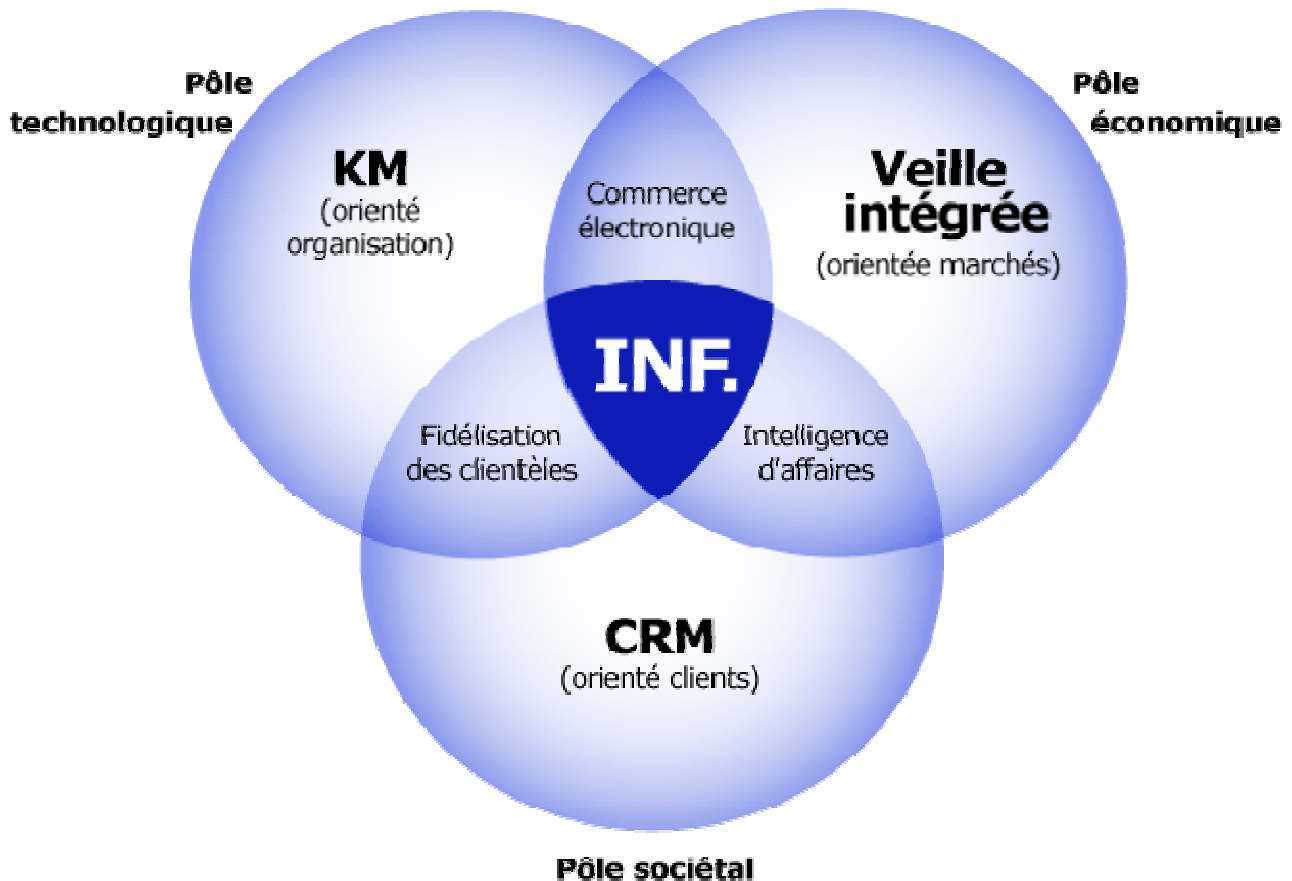 Pôle
technologique
Pôle
économique
KM
(orienté
organisation)
Commerce
électronique
Veille
intégrée
(orientée marchés)
INF.
Fidélisation
des clientèles
Intelligence
d'affaires
CRM
(orienté clients)
Pôle sociétal